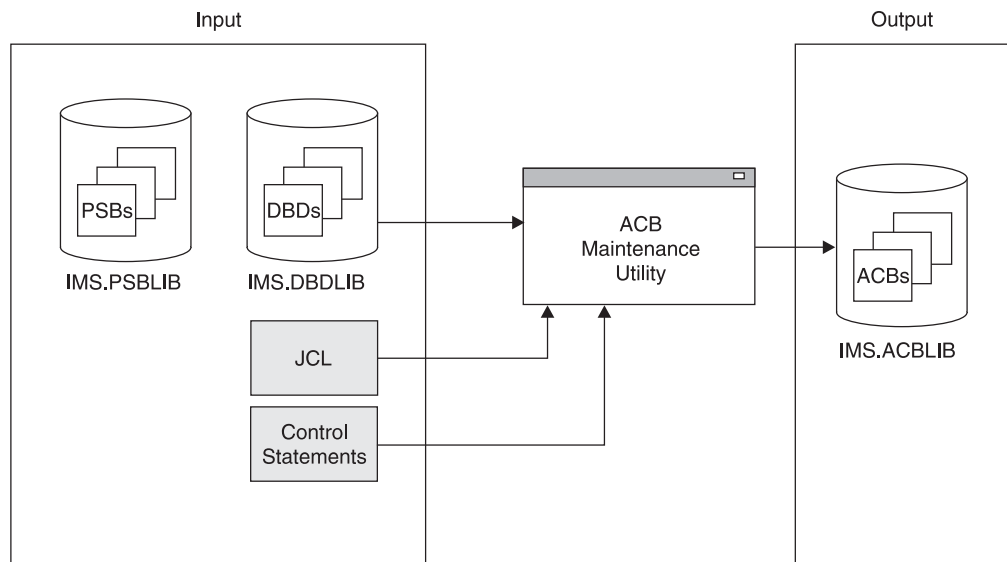 Input
Output
PSBs
DBDs
IMS.PSBLIB
IMS.DBDLIB
JCL
Control
Statements
ACB
Maintenance
Utility
ACBs
IMS.ACBLIB